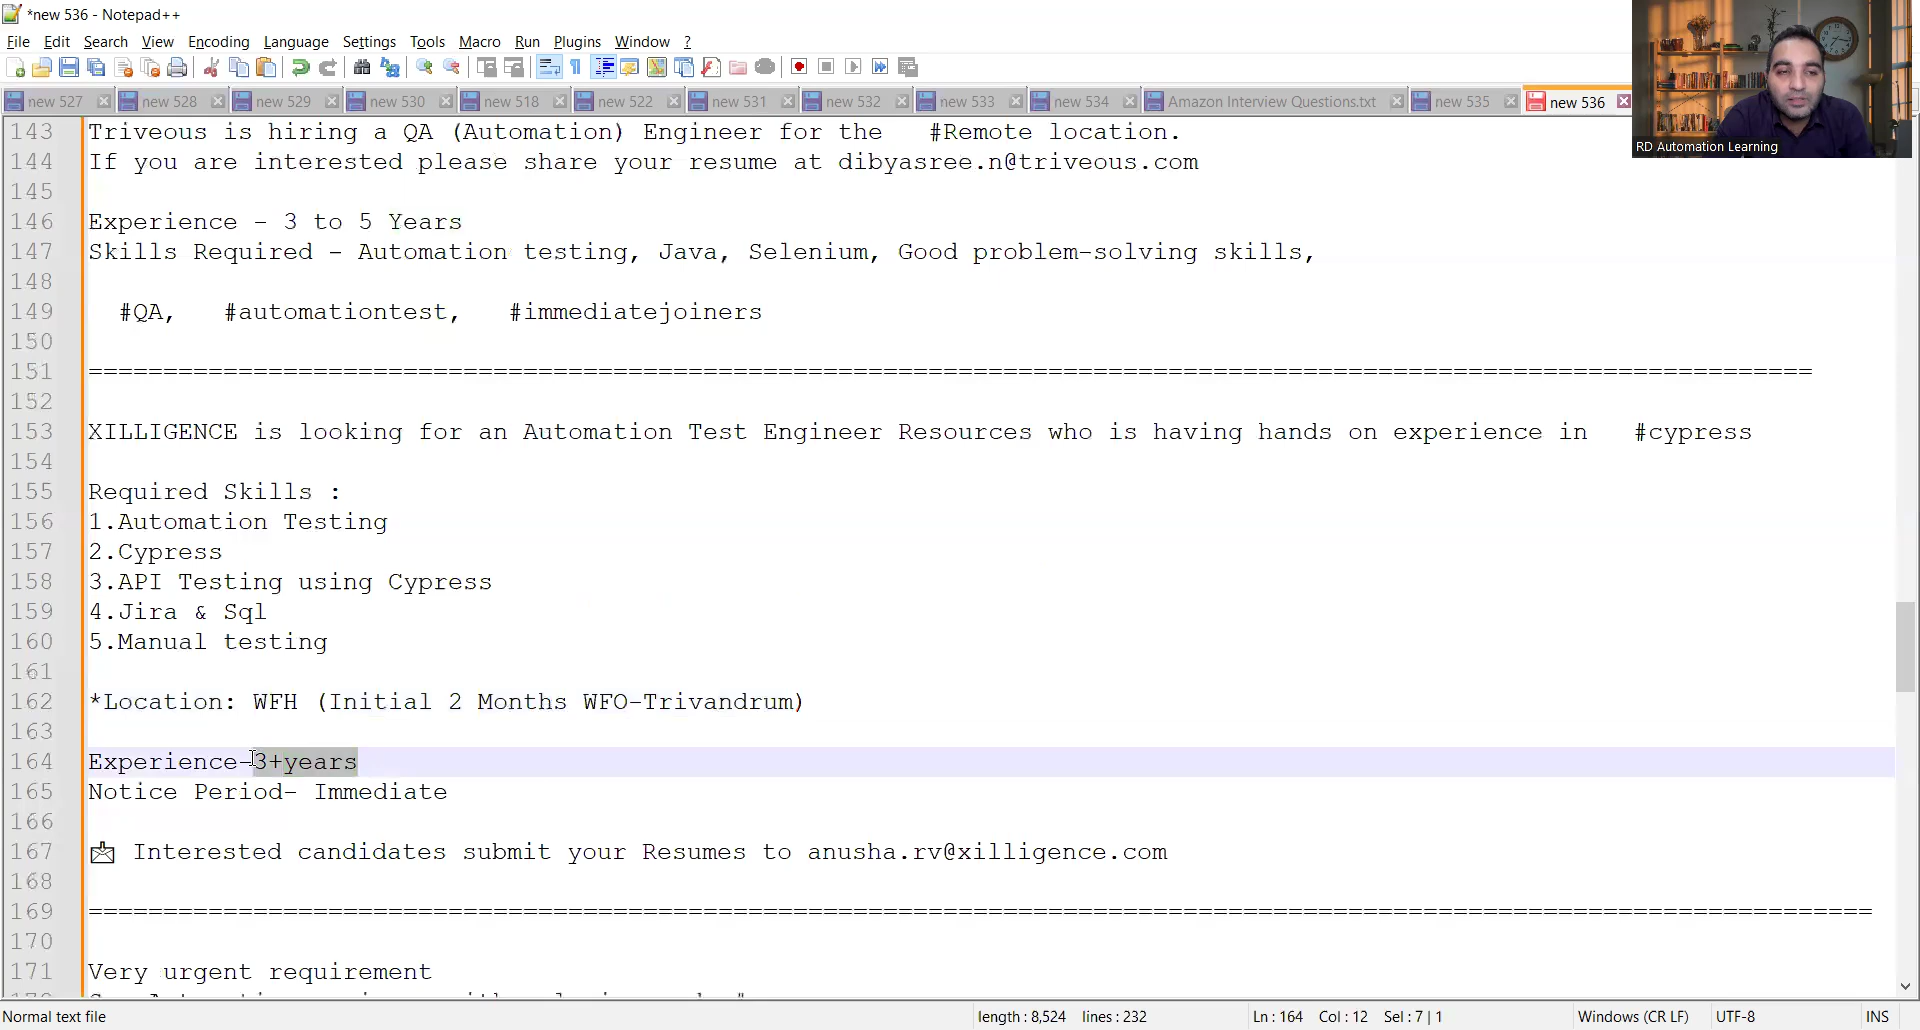 *new 536 - Notepad++
File Edit Search View Encoding Language Settings Tools Macro Run Plugins Window ?
new 527 new 528 new 529 new 530 new 518 new 522 new 531 new 532 new 533 new 534 Amazon Interview Questions.txt new 535 new 536
RD Automation Learning
143 Triveous is hiring a QA (Automation) Engineer for the #Remote location.
144 If you are interested please share your resume at dibyasree.n@triveous.com
145
146 Experience - 3 to 5 Years
147 Skills Required - Automation testing, Java, Selenium, Good problem-solving skills,
148
149 #QA, #automationtest, #immediatejoiners
150
151 ===================================================================================================================
152
153 XILLIGENCE is looking for an Automation Test Engineer Resources who is having hands on experience in #cypress
154
155 Required Skills :
156 1.Automation Testing
157 2.Cypress
158 3.API Testing using Cypress
159 4.Jira & Sql
160 5.Manual testing
161
162 *Location: WFH (Initial 2 Months WFO-Trivandrum)
163
164 Experience-3+years
165 Notice Period- Immediate
166
167 📩 Interested candidates submit your Resumes to anusha.rv@xilligence.com
168
169 =======================================================================================================================
170
171 Very urgent requirement
Normal text file length : 8,524 lines : 232 Ln : 164 Col : 12 Sel : 7 | 1 Windows (CR LF) UTF-8 INS